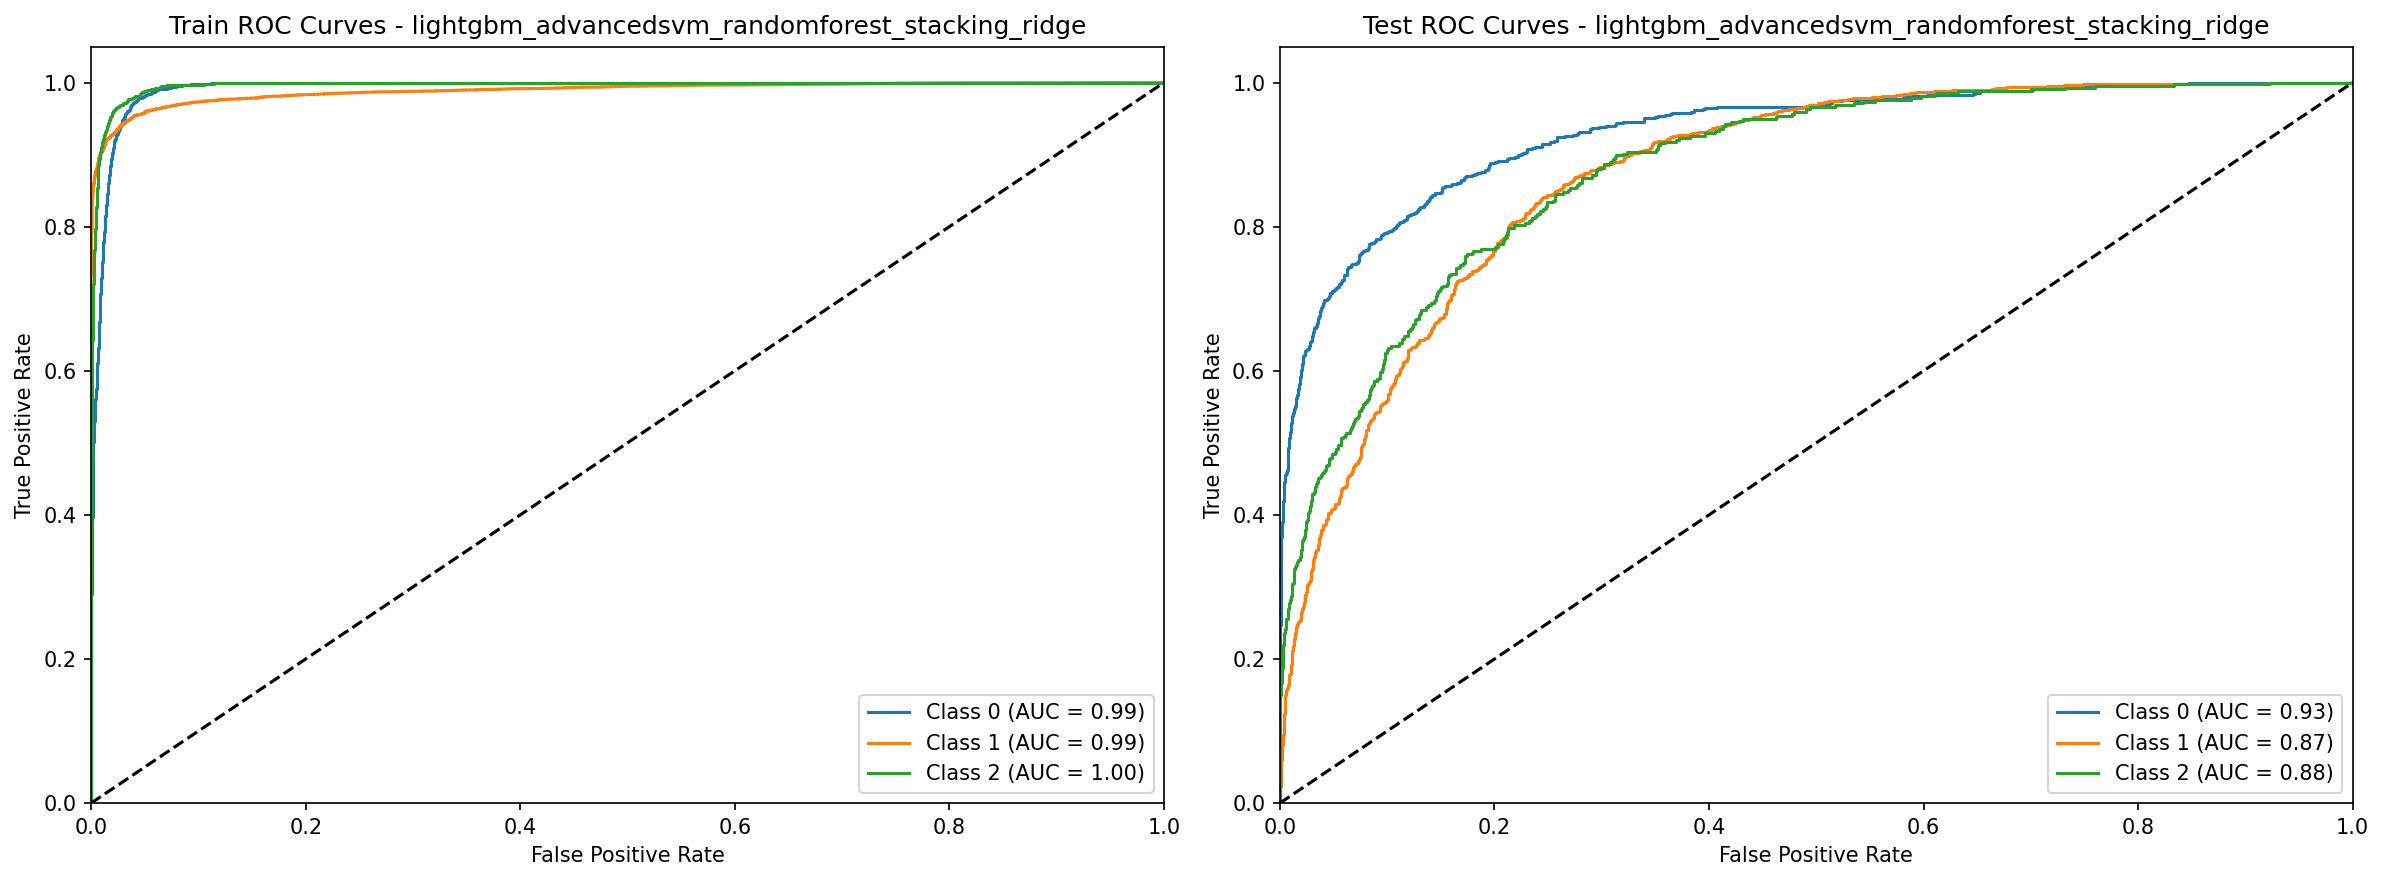 Train ROC Curves - lightgbm_advancedsvm_randomforest_stacking_ridge
1.0
0.8
0.6
0.4
0.2
0.0
True Positive Rate
0.0 0.2 0.4 0.6 0.8 1.0
False Positive Rate
Class 0 (AUC = 0.99)
Class 1 (AUC = 0.99)
Class 2 (AUC = 1.00)
Test ROC Curves - lightgbm_advancedsvm_randomforest_stacking_ridge
1.0
0.8
0.6
0.4
0.2
0.0
True Positive Rate
0.0 0.2 0.4 0.6 0.8 1.0
False Positive Rate
Class 0 (AUC = 0.93)
Class 1 (AUC = 0.87)
Class 2 (AUC = 0.88)